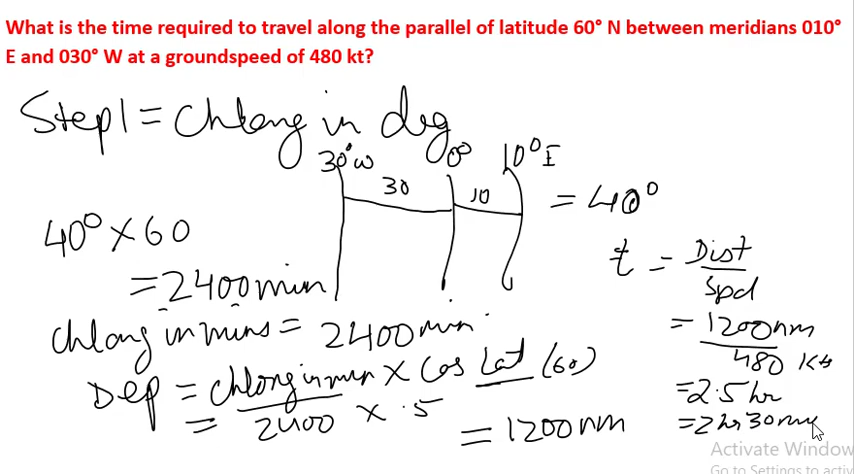 What is the time required to travel along the parallel of latitude 60° N between meridians 010°
E and 030° W at a groundspeed of 480 kt?
Step1 = Chlong in deg
30°W 0° 10°E
30 10 = 40°
40° × 60
= 2400 min
t = Dist
Spd
Chlong in mins = 2400 min.
= 1200nm
480 Kts
Dep = Chlong in min × Cos Lat (60)
= 2400 × .5
= 1200 nm
= 2.5 hr
= 2 hr 30 min
Activate Window
Go to Settings to activ